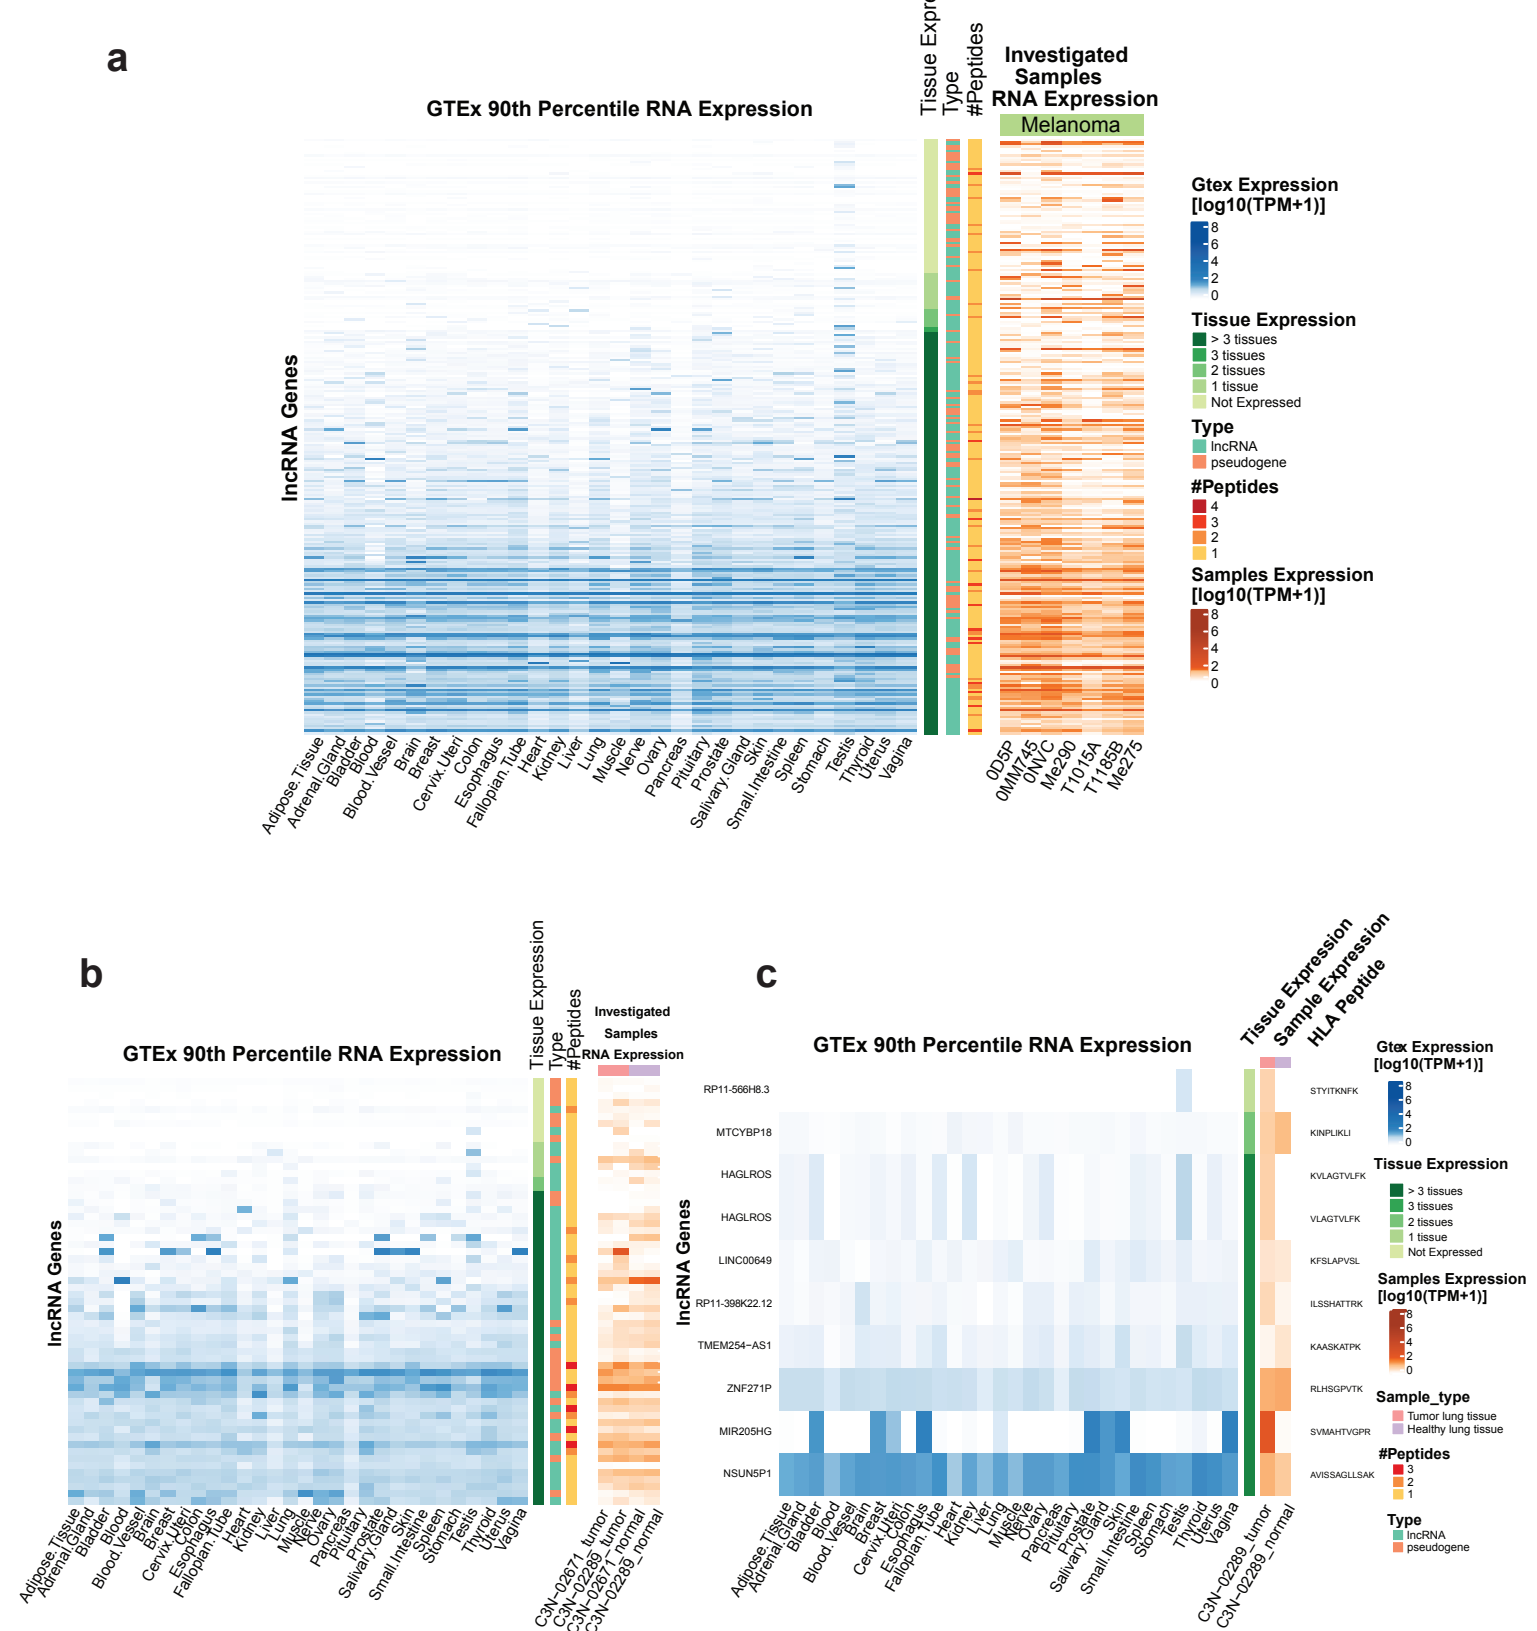 a
GTEx 90th Percentile RNA Expression
Tissue Expre
Type
#Peptides
Investigated
Samples
RNA Expression
Melanoma
lncRNA Genes
Adipose.Tissue
Adrenal.Gland
Bladder
Blood
Blood.Vessel
Brain
Breast
Cervix.Uteri
Colon
Esophagus
Fallopian.Tube
Heart
Kidney
Liver
Lung
Muscle
Nerve
Ovary
Pancreas
Pituitary
Prostate
Salivary.Gland
Skin
Small.Intestine
Spleen
Stomach
Testis
Thyroid
Uterus
Vagina
0D5P
0MM745
0NVC
Me290
T1015A
T1185B
Me275
Gtex Expression
[log10(TPM+1)]
8
6
4
2
0
Tissue Expression
> 3 tissues
3 tissues
2 tissues
1 tissue
Not Expressed
Type
lncRNA
pseudogene
#Peptides
4
3
2
1
Samples Expression
[log10(TPM+1)]
8
6
4
2
0
b
GTEx 90th Percentile RNA Expression
Tissue Expression
Type
#Peptides
Investigated
Samples
RNA Expression
lncRNA Genes
Adipose.Tissue
Adrenal.Gland
Bladder
Blood
Blood.Vessel
Brain
Breast
Cervix.Uteri
Colon
Esophagus
Fallopian.Tube
Heart
Kidney
Liver
Lung
Muscle
Nerve
Ovary
Pancreas
Pituitary
Prostate
Salivary.Gland
Skin
Small.Intestine
Spleen
Stomach
Testis
Thyroid
Uterus
Vagina
C3N−02671_tumor
C3N−02289_tumor
C3N−02671_normal
C3N−02289_normal
c
GTEx 90th Percentile RNA Expression
Tissue Expression
Sample Expression
HLA Peptide
lncRNA Genes
RP11-566H8.3
STYITKNFK
MTCYBP18
KINPLIKLI
HAGLROS
KVLAGTVLFK
HAGLROS
VLAGTVLFK
LINC00649
KFSLAPVSL
RP11-398K22.12
ILSSHATTRK
TMEM254−AS1
KAASKATPK
ZNF271P
RLHSGPVTK
MIR205HG
SVMAHTVGPR
NSUN5P1
AVISSAGLLSAK
Adipose.Tissue
Adrenal.Gland
Bladder
Blood
Blood.Vessel
Brain
Breast
Cervix.Uteri
Colon
Esophagus
Fallopian.Tube
Heart
Kidney
Liver
Lung
Muscle
Nerve
Ovary
Pancreas
Pituitary
Prostate
Salivary.Gland
Skin
Small.Intestine
Spleen
Stomach
Testis
Thyroid
Uterus
Vagina
C3N−02289_tumor
C3N−02289_normal
Gtex Expression
[log10(TPM+1)]
8
6
4
2
0
Tissue Expression
> 3 tissues
3 tissues
2 tissues
1 tissue
Not Expressed
Samples Expression
[log10(TPM+1)]
8
6
4
2
0
Sample_type
Tumor lung tissue
Healthy lung tissue
#Peptides
3
2
1
Type
lncRNA
pseudogene